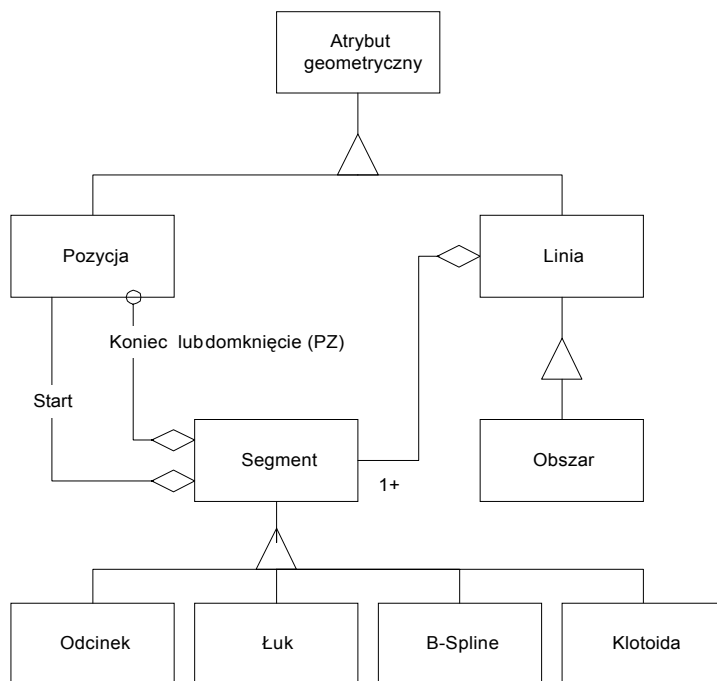 Atrybut
geometryczny
Pozycja
Linia
Koniec lub domknięcie (PZ)
Start
Segment
Obszar
1+
Odcinek
Łuk
B-Spline
Klotoida